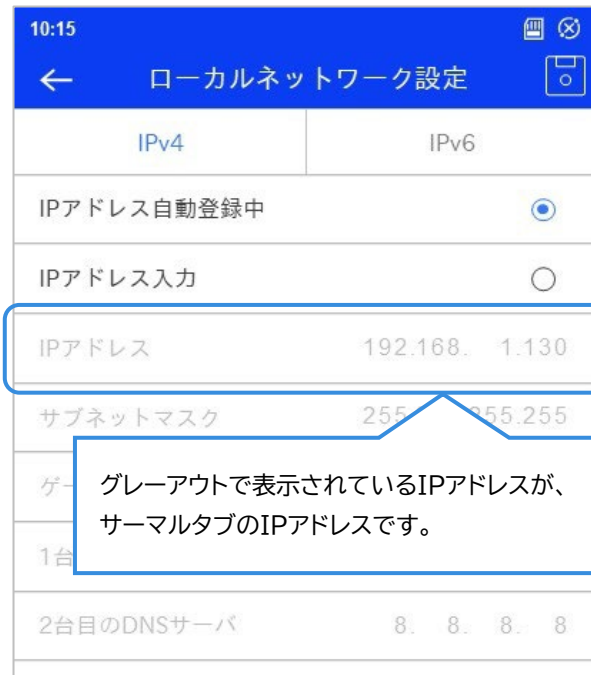 10:15
ローカルネットワーク設定
IPv4 IPv6
IPアドレス自動登録中
IPアドレス入力
IPアドレス 192.168. 1.130
サブネットマスク 255. 255.255
ゲー
グレーアウトで表示されているIPアドレスが、
サーマルタブのIPアドレスです。
1台
2台目のDNSサーバ 8. 8. 8. 8